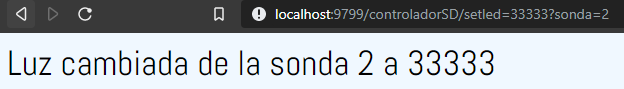 localhost:9799/controladorSD/setled=33333?sonda=2
Luz cambiada de la sonda 2 a 33333